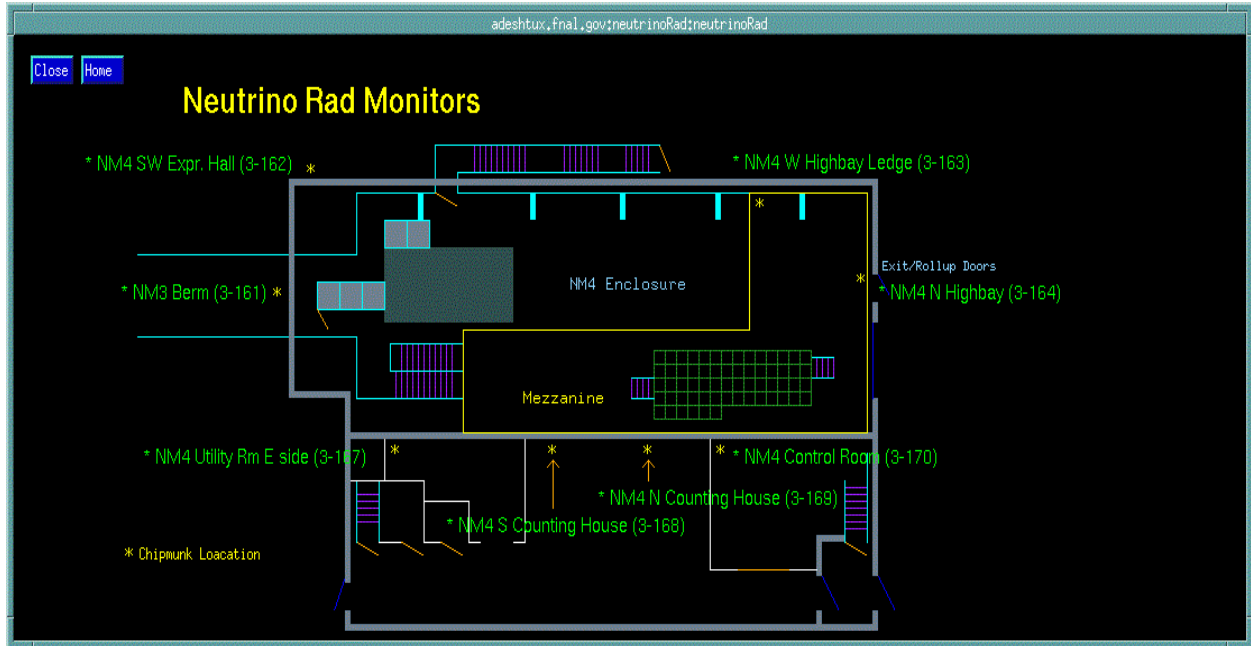 adeshtux.fnal.gov:neutrinoRad:neutrinoRad
Close Home
Neutrino Rad Monitors
* NM4 SW Expr. Hall (3-162) *
* NM4 W Highbay Ledge (3-163)
*
Exit/Rollup Doors
NM4 Enclosure
* NM3 Berm (3-161) *
* * NM4 N Highbay (3-164)
Mezzanine
* NM4 Utility Rm E side (3-167) * * * * * NM4 Control Room (3-170)
* NM4 N Counting House (3-169)
* NM4 S Counting House (3-168)
* Chipmunk Loacation